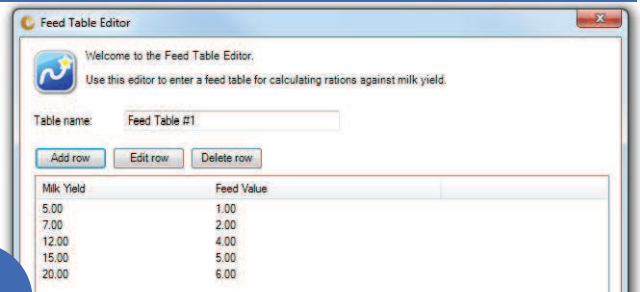 Feed Table Editor
Welcome to the Feed Table Editor.
Use this editor to enter a feed table for calculating rations against milk yield.
Table name: Feed Table #1
Add row Edit row Delete row
Milk Yield Feed Value
5.00 1.00
7.00 2.00
12.00 4.00
15.00 5.00
20.00 6.00